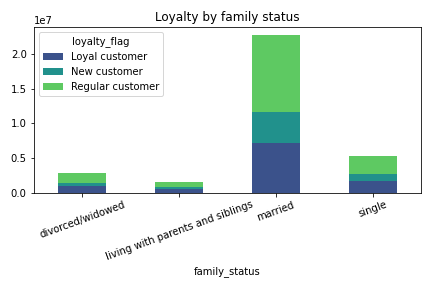 Loyalty by family status
1e7
loyalty_flag
Loyal customer
New customer
Regular customer
2.0
1.5
1.0
0.5
0.0
divorced/widowed
living with parents and siblings
married
single
family_status